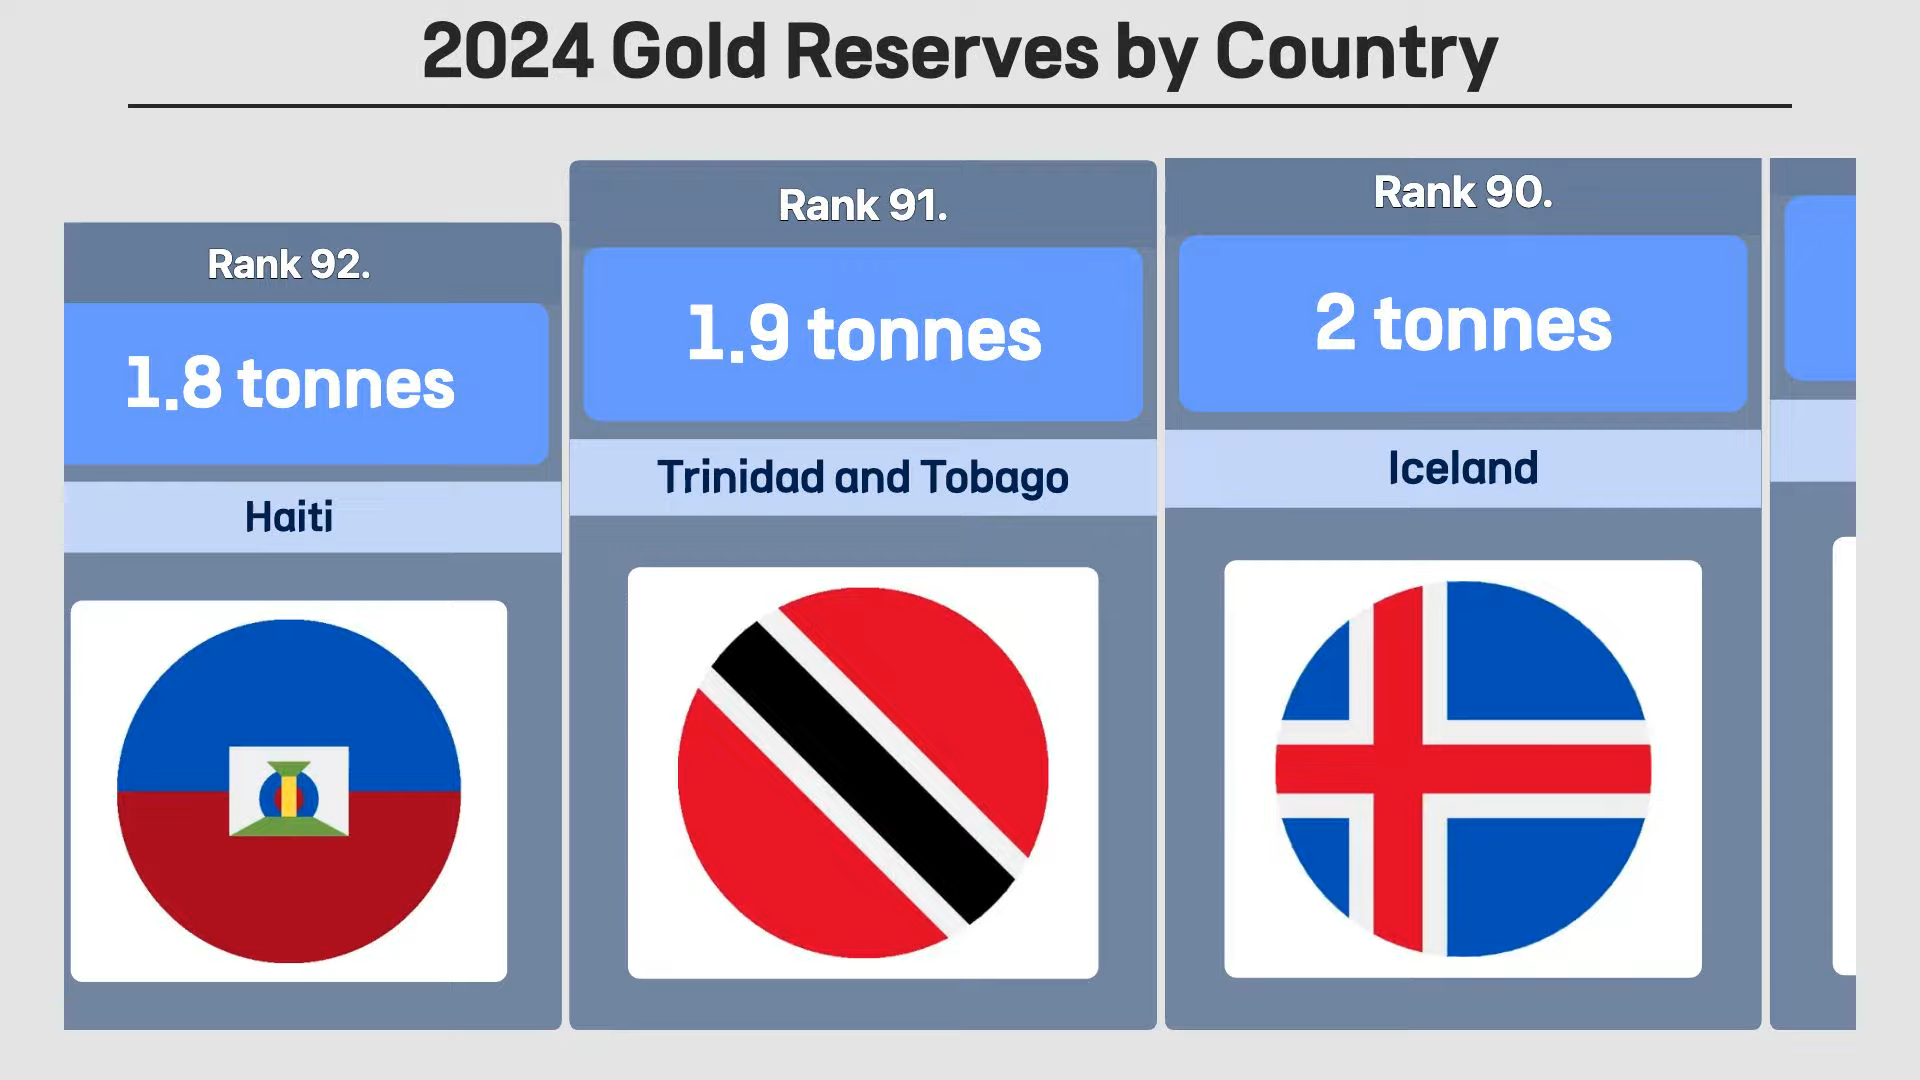 2024 Gold Reserves by Country
Rank 92.
1.8 tonnes
Haiti
Rank 91.
1.9 tonnes
Trinidad and Tobago
Rank 90.
2 tonnes
Iceland